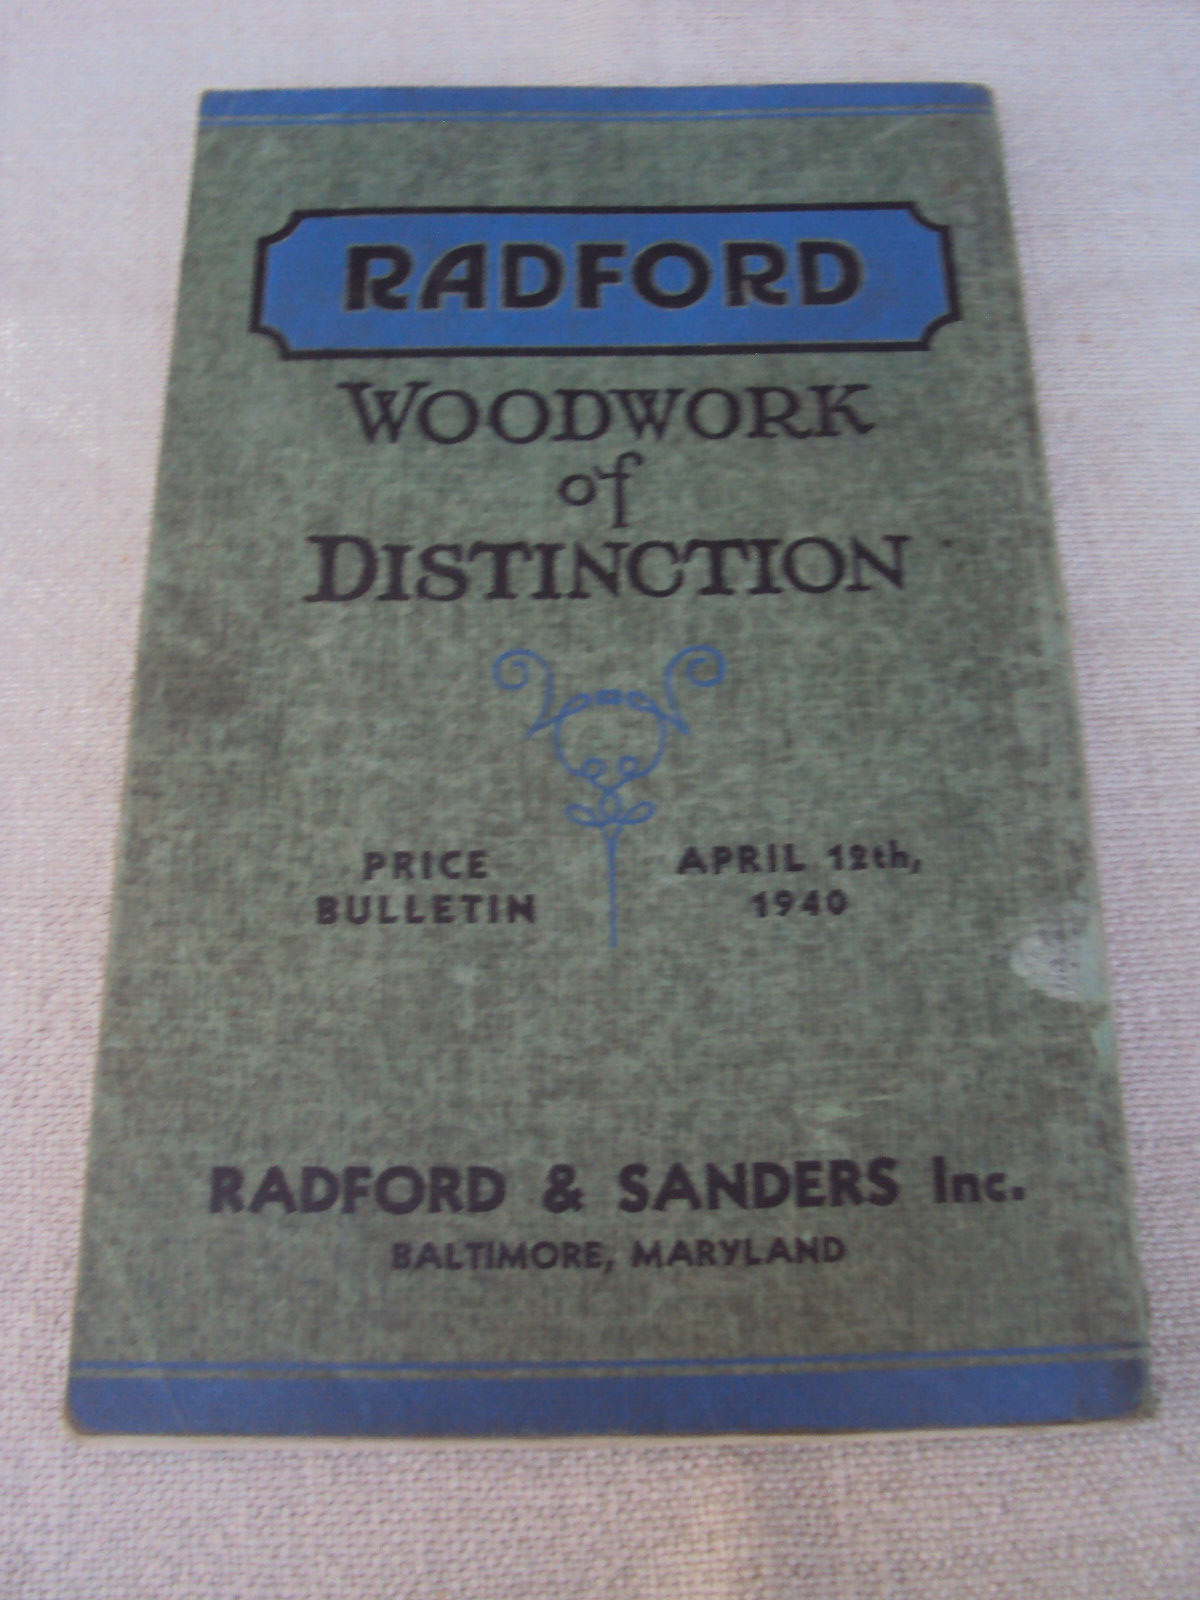 RADFORD
WOODWORK
of
DISTINCTION
PRICE
BULLETIN
APRIL 12th,
1940
RADFORD & SANDERS Inc.
BALTIMORE, MARYLAND